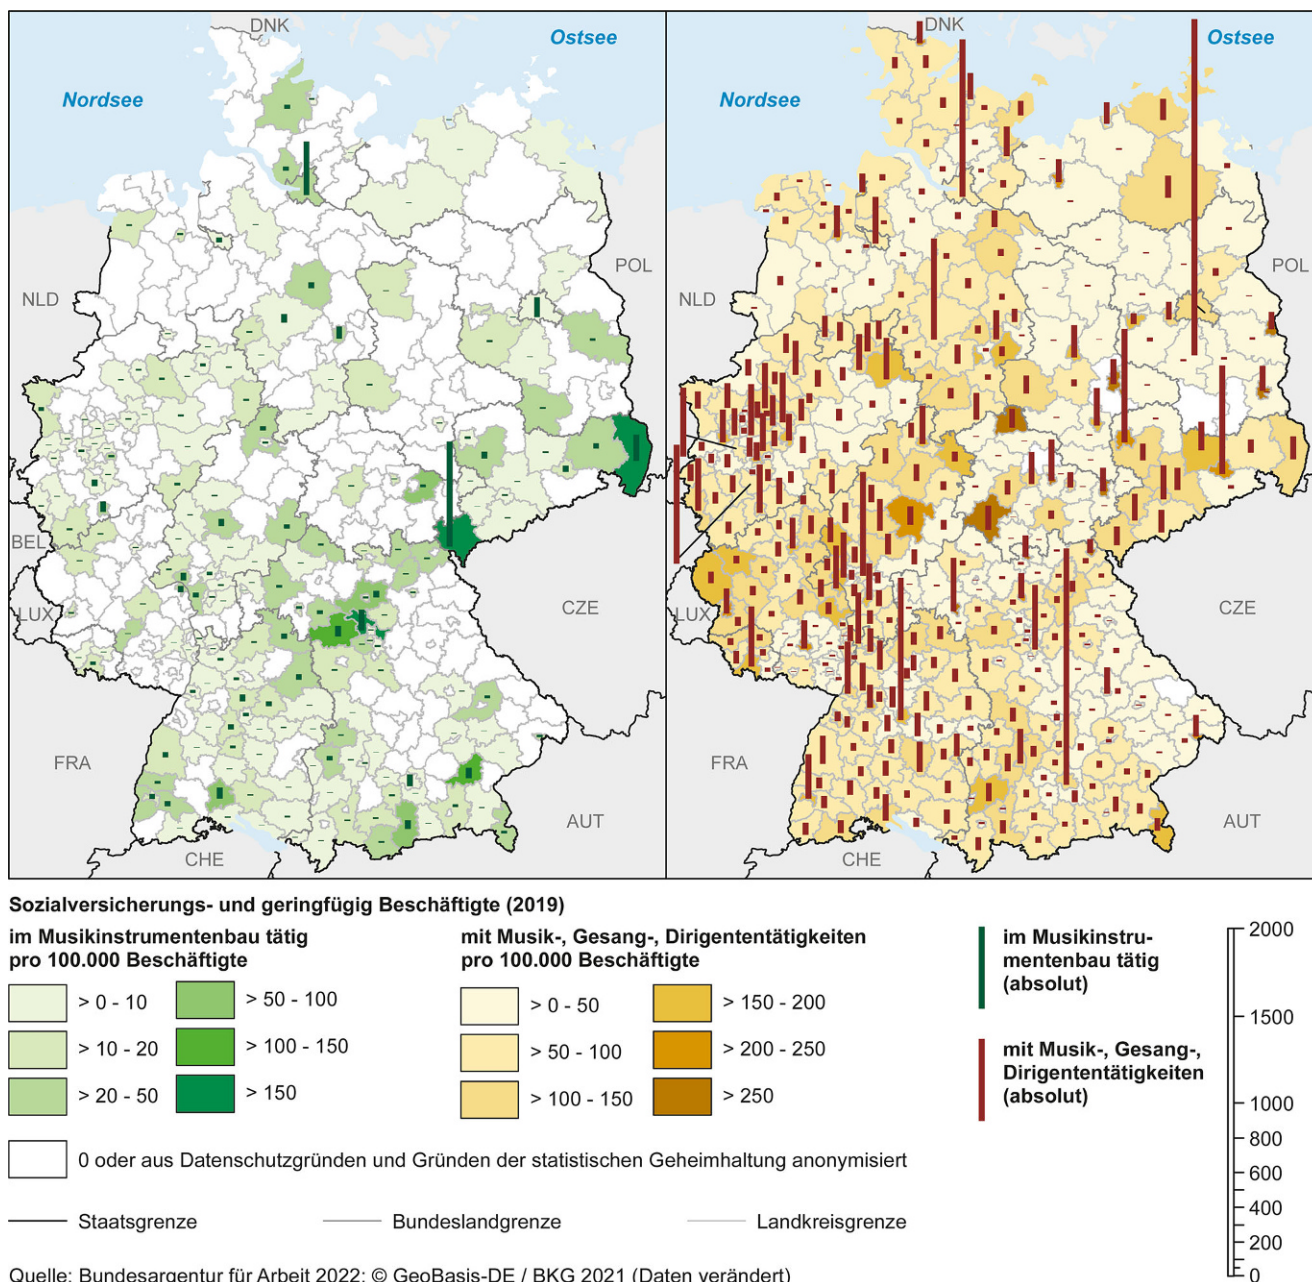 DNK
Ostsee
Nordsee
POL
NLD
BEL
LUX
CZE
FRA
AUT
CHE
DNK
Ostsee
Nordsee
POL
NLD
LUX
CZE
FRA
AUT
CHE
Sozialversicherungs- und geringfügig Beschäftigte (2019)
im Musikinstrumentenbau tätig
pro 100.000 Beschäftigte
> 0 - 10
> 10 - 20
> 20 - 50
> 50 - 100
> 100 - 150
> 150
mit Musik-, Gesang-, Dirigententätigkeiten
pro 100.000 Beschäftigte
> 0 - 50
> 50 - 100
> 100 - 150
> 150 - 200
> 200 - 250
> 250
im Musikinstru-
mentenbau tätig
(absolut)
mit Musik-, Gesang-,
Dirigententätigkeiten
(absolut)
2000
1500
1000
800
600
400
200
0
0 oder aus Datenschutzgründen und Gründen der statistischen Geheimhaltung anonymisiert
Staatsgrenze
Bundeslandgrenze
Landkreisgrenze
Quelle: Bundesargentur für Arbeit 2022; © GeoBasis-DE / BKG 2021 (Daten verändert)